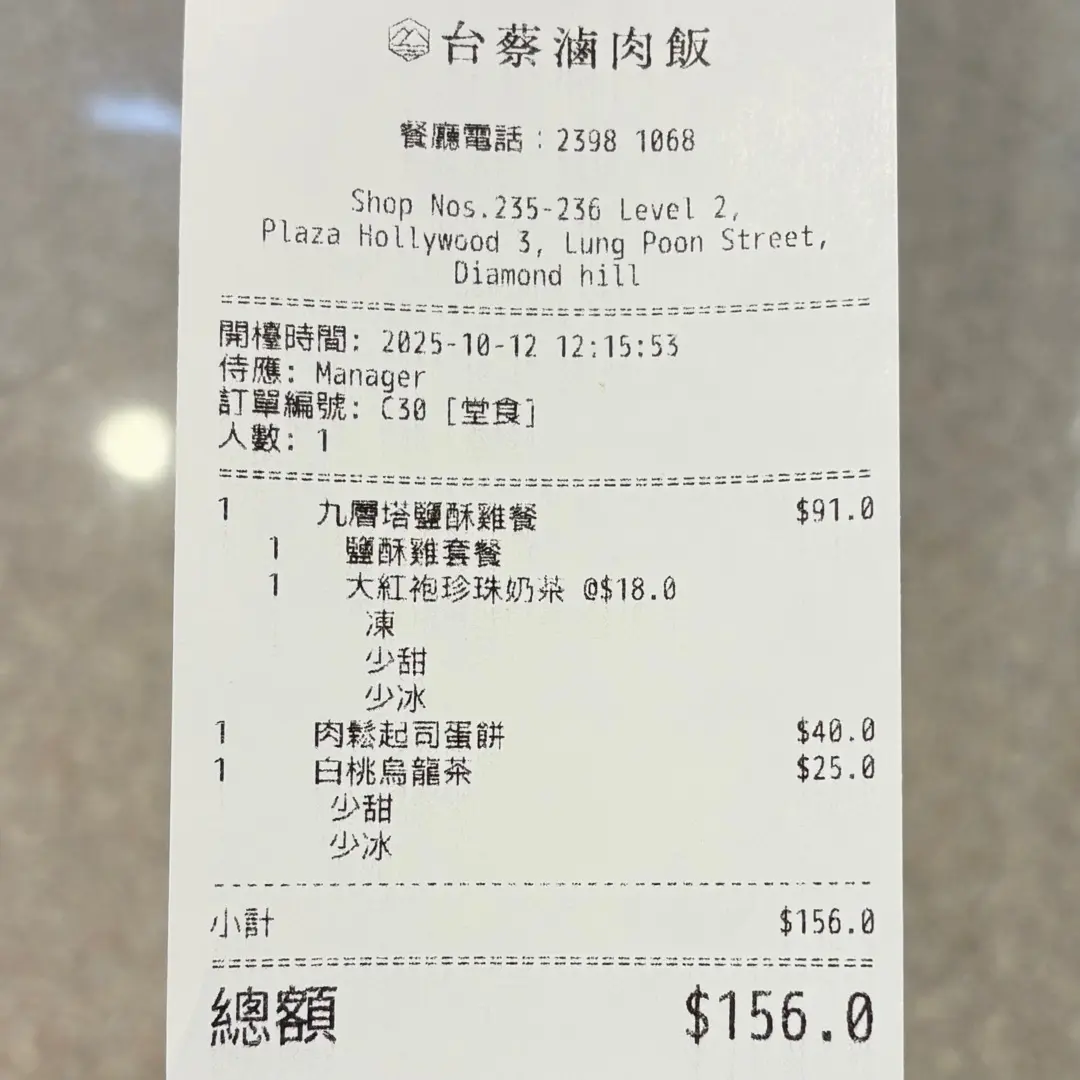 台蔡滷肉飯
餐廳電話：2398 1068
Shop Nos.235-236 Level 2,
Plaza Hollywood 3, Lung Poon Street,
Diamond hill
開檯時間: 2025-10-12 12:15:53
侍應: Manager
訂單編號: C30 [堂食]
人數: 1
1 九層塔鹽酥雞餐 $91.0
1 鹽酥雞套餐
1 大紅袍珍珠奶茶 @$18.0
凍
少甜
少冰
1 肉鬆起司蛋餅 $40.0
1 白桃烏龍茶 $25.0
少甜
少冰
小計 $156.0
總額 $156.0